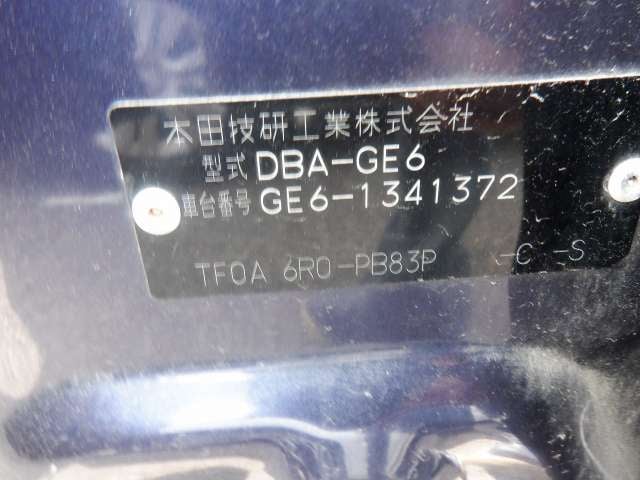 本田技研工業株式会社
型式 DBA-GE6
車台番号 GE6-1341372
TF0A 6R0-PB83P -C -S